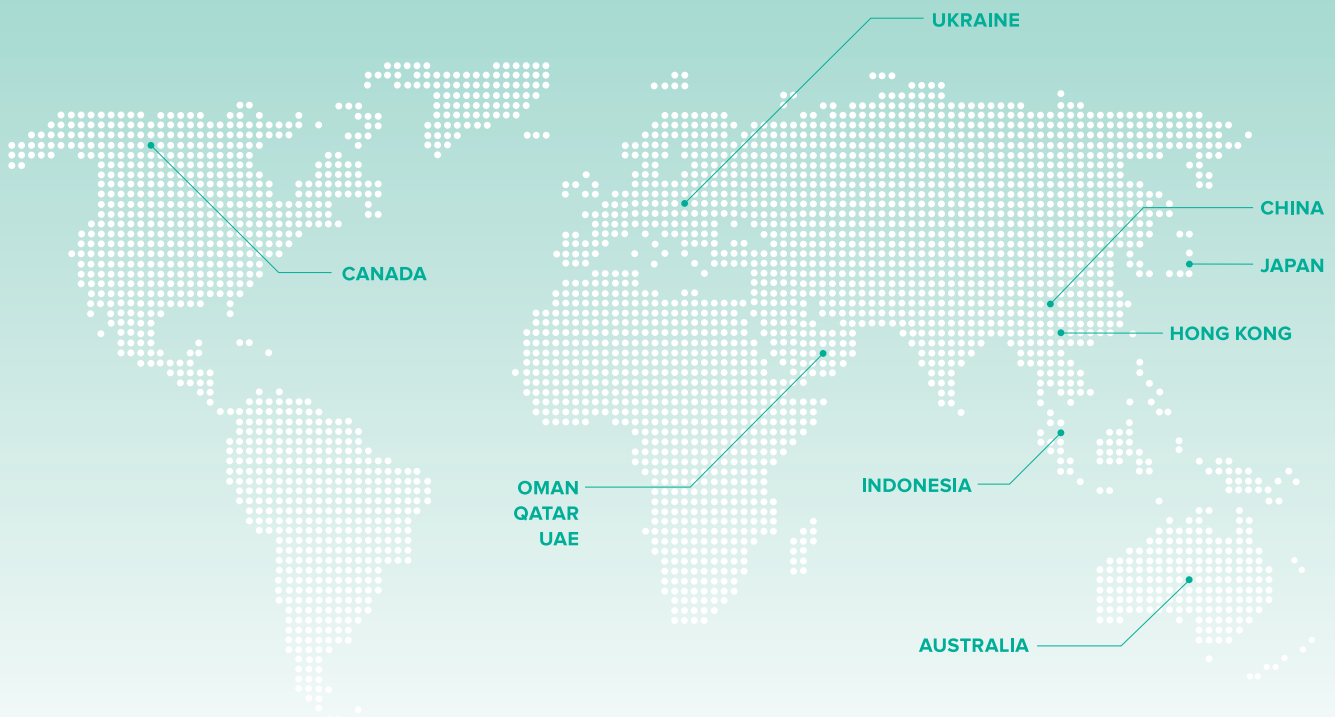 UKRAINE
CHINA
JAPAN
CANADA
HONG KONG
OMAN
QATAR
UAE
INDONESIA
AUSTRALIA